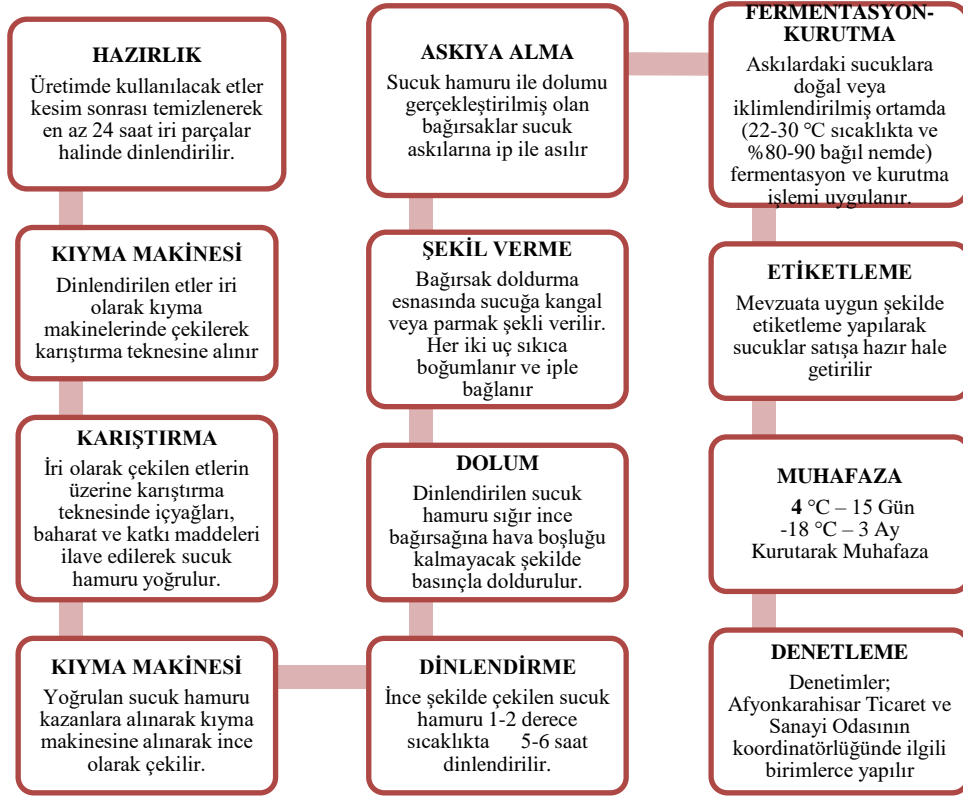 HAZIRLIK
Üretimde kullanılacak etler
kesim sonrası temizlenerek
en az 24 saat iri parçalar
halinde dinlendirilir.
KIYMA MAKİNESİ
Dinlendirilen etler iri
olarak kıyma
makinelerinde çekilerek
karıştırma teknesine alınır
KARIŞTIRMA
İri olarak çekilen etlerin
üzerine karıştırma
teknesinde içyağları,
baharat ve katkı maddeleri
ilave edilerek sucuk
hamuru yoğrulur.
KIYMA MAKİNESİ
Yoğrulan sucuk hamuru
kazanlara alınarak kıyma
makinesine alınarak ince
olarak çekilir.
DİNLENDİRME
İnce şekilde çekilen sucuk
hamuru 1-2 derece
sıcaklıkta 5-6 saat
dinlendirilir.
DOLUM
Dinlendirilen sucuk
hamuru sığır ince
bağırsağına hava boşluğu
kalmayacak şekilde
basınçla doldurulur.
ŞEKİL VERME
Bağırsak doldurma
esnasında sucuğa kangal
veya parmak şekli verilir.
Her iki uç sıkıca
boğumlanır ve iple
bağlanır
ASKIYA ALMA
Sucuk hamuru ile dolumu
gerçekleştirilmiş olan
bağırsaklar sucuk
askılarına ip ile asılır
FERMENTASYON-
KURUTMA
Askılardaki sucuklara
doğal veya
iklimlendirilmiş ortamda
(22-30 °C sıcaklıkta ve
%80-90 bağıl nemde)
fermentasyon ve kurutma
işlemi uygulanır.
ETİKETLEME
Mevzuata uygun şekilde
etiketleme yapılarak
sucuklar satışa hazır hale
getirilir
MUHAFAZA
4 °C – 15 Gün
-18 °C – 3 Ay
Kurutarak Muhafaza
DENETLEME
Denetimler;
Afyonkarahisar Ticaret ve
Sanayi Odasının
koordinatörlüğünde ilgili
birimlerce yapılır